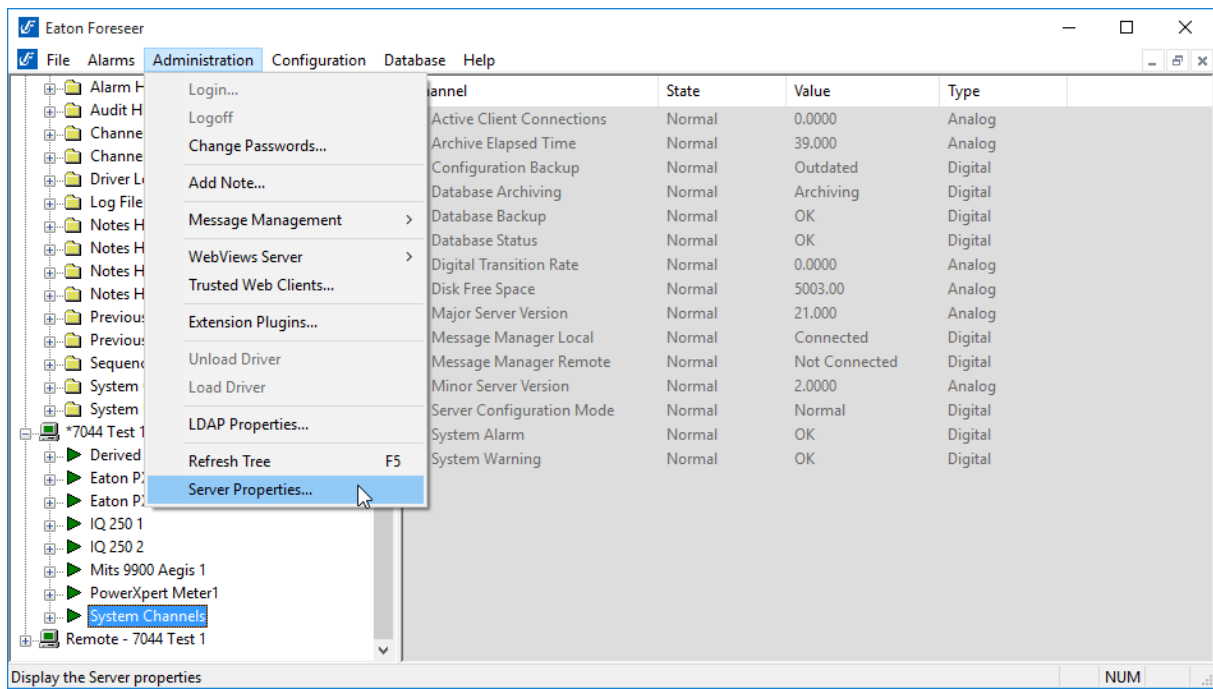 Eaton Foreseer
File Alarms Administration Configuration Database Help
Alarm H
Audit H
Channe
Channe
Driver L
Log File
Notes H
Notes H
Notes H
Notes H
Previous
Previous
Sequenc
System
System
*7044 Test 1
Derived
Eaton P
Eaton P
IQ 250 1
IQ 250 2
Mits 9900 Aegis 1
PowerXpert Meter1
System Channels
Remote - 7044 Test 1
Login...
Logoff
Change Passwords...
Add Note...
Message Management
WebViews Server
Trusted Web Clients...
Extension Plugins...
Unload Driver
Load Driver
LDAP Properties...
Refresh Tree F5
Server Properties...
annel State Value Type
Active Client Connections Normal 0.0000 Analog
Archive Elapsed Time Normal 39.000 Analog
Configuration Backup Normal Outdated Digital
Database Archiving Normal Archiving Digital
Database Backup Normal OK Digital
Database Status Normal OK Digital
Digital Transition Rate Normal 0.0000 Analog
Disk Free Space Normal 5003.00 Analog
Major Server Version Normal 21.000 Analog
Message Manager Local Normal Connected Digital
Message Manager Remote Normal Not Connected Digital
Minor Server Version Normal 2.0000 Analog
Server Configuration Mode Normal Normal Digital
System Alarm Normal OK Digital
System Warning Normal OK Digital
Display the Server properties NUM